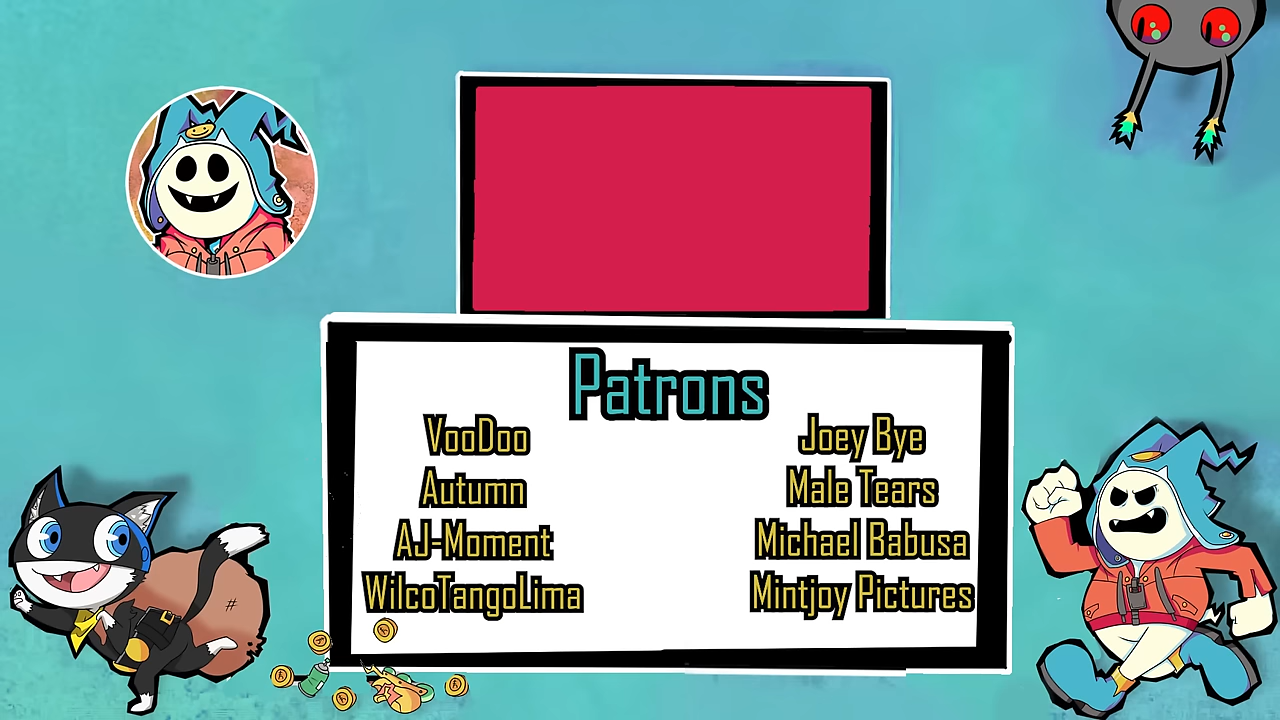 Patrons
VooDoo
Autumn
AJ-Moment
WilcoTangoLima
Joey Bye
Male Tears
Michael Babusa
Mintjoy Pictures